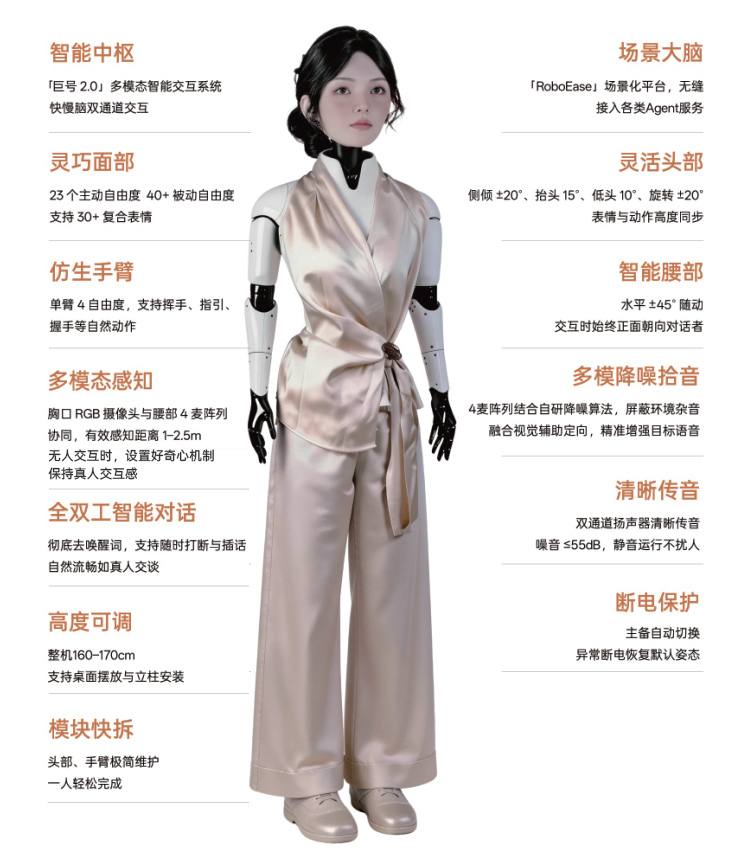 智能中枢
「巨号 2.0」多模态智能交互系统
快慢脑双通道交互
灵巧面部
23 个主动自由度 40+ 被动自由度
支持 30+ 复合表情
仿生手臂
单臂 4 自由度，支持挥手、指引、
握手等自然动作
多模态感知
胸口 RGB 摄像头与腰部 4 麦阵列
协同，有效感知距离 1–2.5m
无人交互时，设置好奇心机制
保持真人交互感
全双工智能对话
彻底去唤醒词，支持随时打断与插话
自然流畅如真人交谈
高度可调
整机160–170cm
支持桌面摆放与立柱安装
模块快拆
头部、手臂极简维护
一人轻松完成
场景大脑
「RoboEase」场景化平台，无缝
接入各类Agent服务
灵活头部
侧倾 ±20°、抬头 15°、低头 10°、旋转 ±20°
表情与动作高度同步
智能腰部
水平 ±45° 随动
交互时始终正面朝向对话者
多模降噪拾音
4麦阵列结合自研降噪算法，屏蔽环境杂音
融合视觉辅助定向，精准增强目标语音
清晰传音
双通道扬声器清晰传音
噪音 ≤55dB，静音运行不扰人
断电保护
主备自动切换
异常断电恢复默认姿态